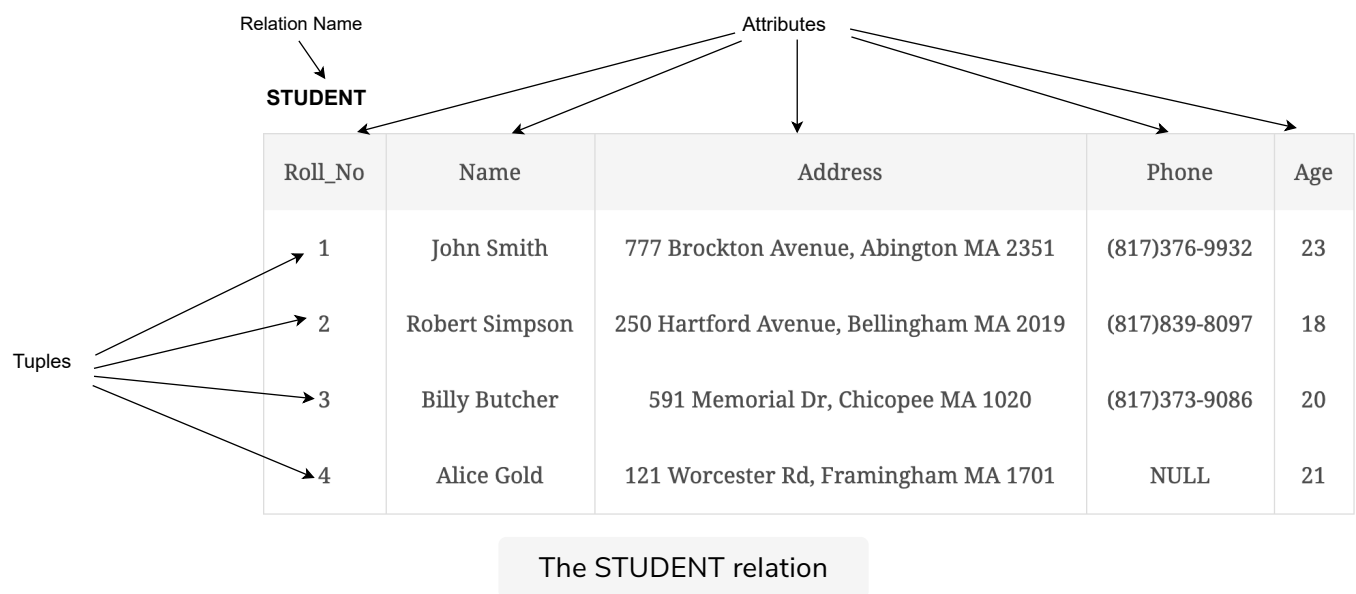 Relation Name
Attributes
STUDENT
Roll_No Name Address Phone Age
1 John Smith 777 Brockton Avenue, Abington MA 2351 (817)376-9932 23
2 Robert Simpson 250 Hartford Avenue, Bellingham MA 2019 (817)839-8097 18
Tuples
3 Billy Butcher 591 Memorial Dr, Chicopee MA 1020 (817)373-9086 20
4 Alice Gold 121 Worcester Rd, Framingham MA 1701 NULL 21
The STUDENT relation